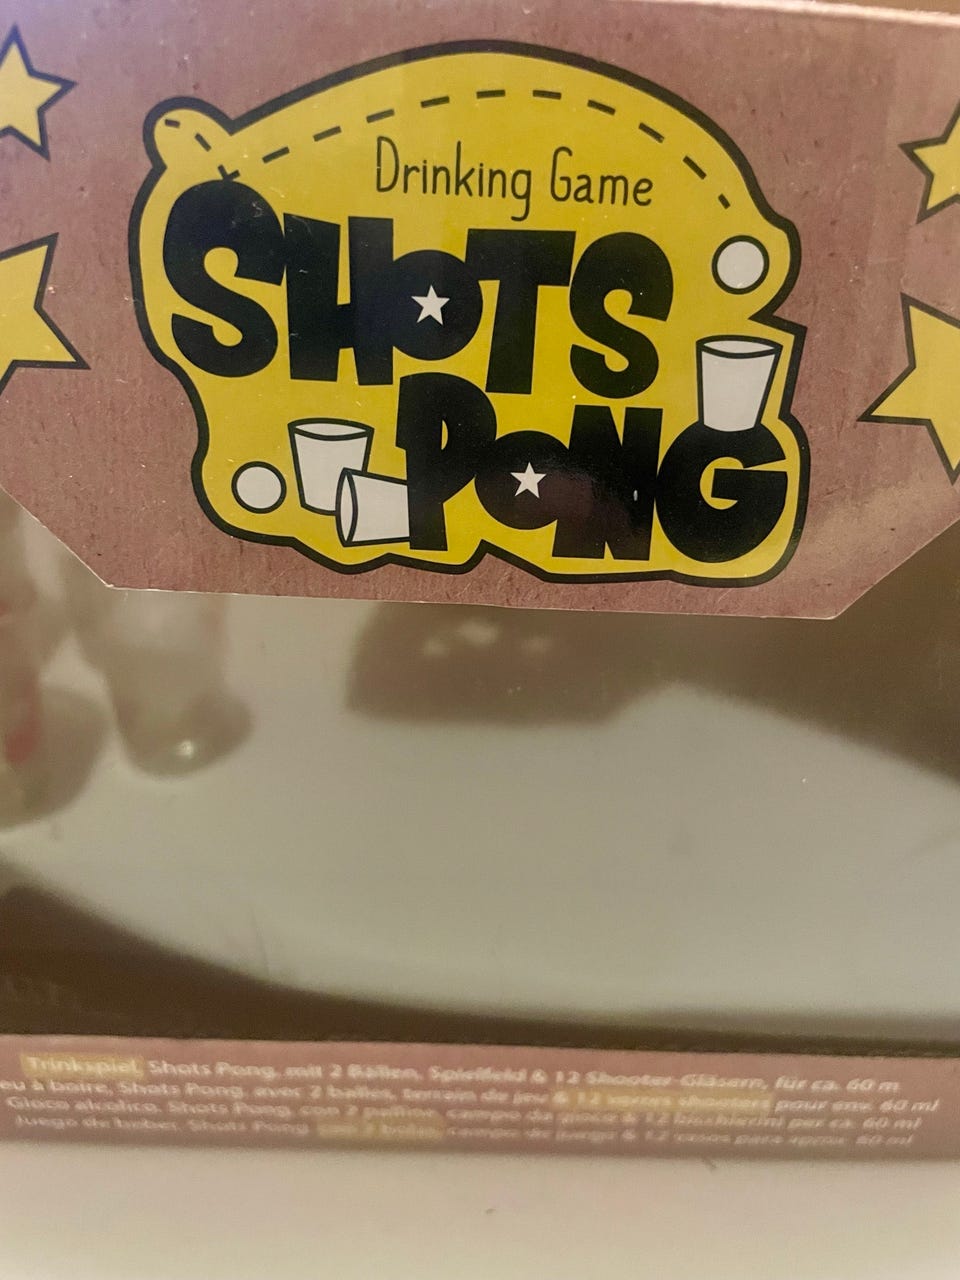 Drinking Game
SHOTS
PONG
Trinkspiel, Shots Pong, mit 2 Bällen, Spielfeld & 12 Shooter-Gläsern, für ca. 60 m
eu à boire, Shots Pong, avec 2 balles, terrain de jeu & 12 verres shooters pour env. 60 ml
Gioco alcolico, Shots Pong, con 2 palline, campo da gioco & 12 bicchierini per ca. 60 ml
Juego de beber, Shots Pong con 2 bolas, campo de juego & 12 vasos para aprox. 60 ml